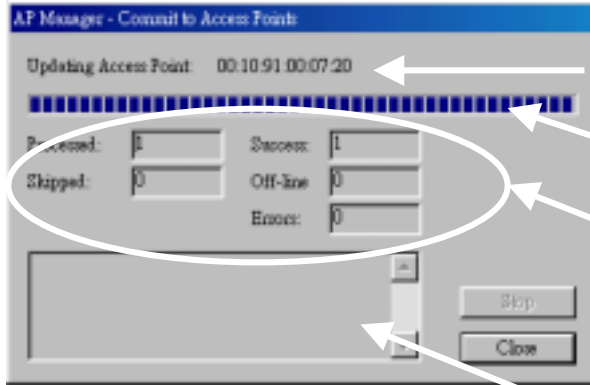 AP Manager - Commit to Access Points
Updating Access Point: 00:10:91:00:07:20
Processed: 1 Success: 1
Skipped: 0 Off-line 0
Errors: 0
Stop
Close